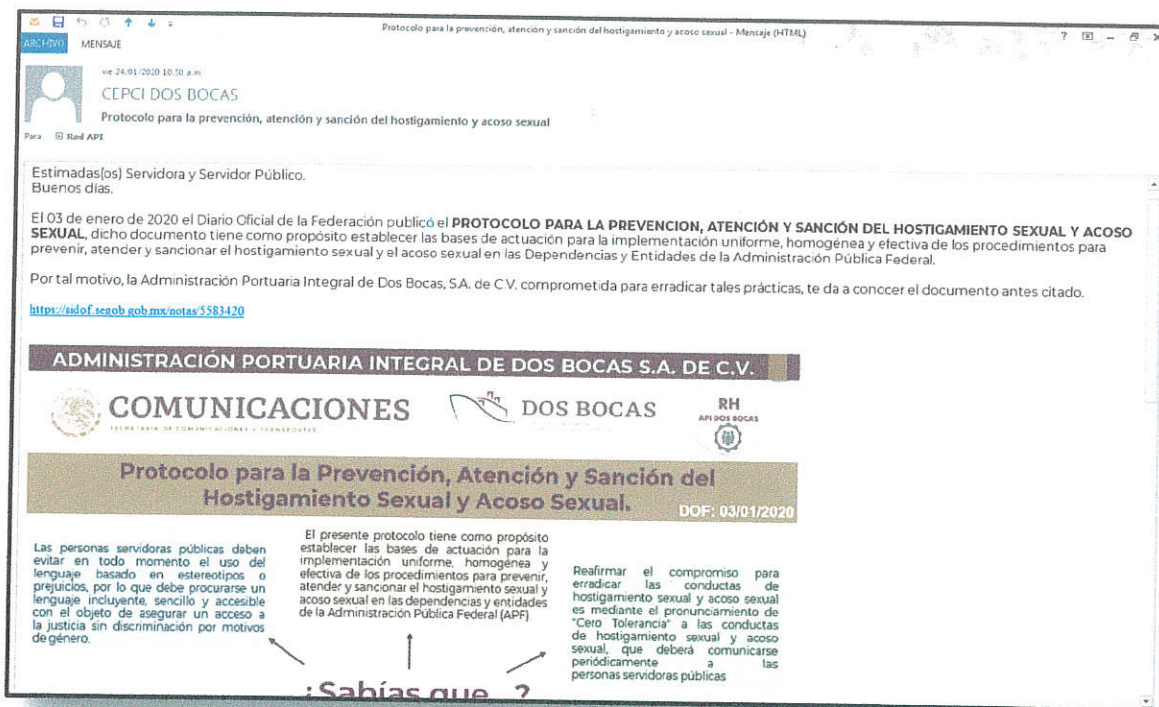 Protocolo para la prevención, atención y sanción del hostigamiento y acoso sexual - Mensaje (HTML)
ARCHIVO MENSAJE
vie 24/01/2020 10:50 a.m.
CEPCI DOS BOCAS
Protocolo para la prevención, atención y sanción del hostigamiento y acoso sexual
Para Red API
Estimadas(os) Servidora y Servidor Público.
Buenos días.
El 03 de enero de 2020 el Diario Oficial de la Federación publicó el PROTOCOLO PARA LA PREVENCION, ATENCIÓN Y SANCIÓN DEL HOSTIGAMIENTO SEXUAL Y ACOSO
SEXUAL, dicho documento tiene como propósito establecer las bases de actuación para la implementación uniforme, homogénea y efectiva de los procedimientos para
prevenir, atender y sancionar el hostigamiento sexual y el acoso sexual en las Dependencias y Entidades de la Administración Pública Federal.
Por tal motivo, la Administración Portuaria Integral de Dos Bocas, S.A. de C.V. comprometida para erradicar tales prácticas, te da a conocer el documento antes citado.
https://sidof.segob.gob.mx/notas/5583420
ADMINISTRACIÓN PORTUARIA INTEGRAL DE DOS BOCAS S.A. DE C.V.
COMUNICACIONES
SECRETARÍA DE COMUNICACIONES Y TRANSPORTES
DOS BOCAS
RH
API DOS BOCAS
Protocolo para la Prevención, Atención y Sanción del
Hostigamiento Sexual y Acoso Sexual.
DOF: 03/01/2020
Las personas servidoras públicas deben
evitar en todo momento el uso del
lenguaje basado en estereotipos o
prejuicios, por lo que debe procurarse un
lenguaje incluyente, sencillo y accesible
con el objeto de asegurar un acceso a
la justicia sin discriminación por motivos
de género.
El presente protocolo tiene como propósito
establecer las bases de actuación para la
implementación uniforme, homogénea y
efectiva de los procedimientos para prevenir,
atender y sancionar el hostigamiento sexual y
acoso sexual en las dependencias y entidades
de la Administración Pública Federal (APF)
Reafirmar el compromiso para
erradicar las conductas de
hostigamiento sexual y acoso sexual
es mediante el pronunciamiento de
"Cero Tolerancia" a las conductas
de hostigamiento sexual y acoso
sexual, que deberá comunicarse
periódicamente a las
personas servidoras públicas
¿Sabías que...?